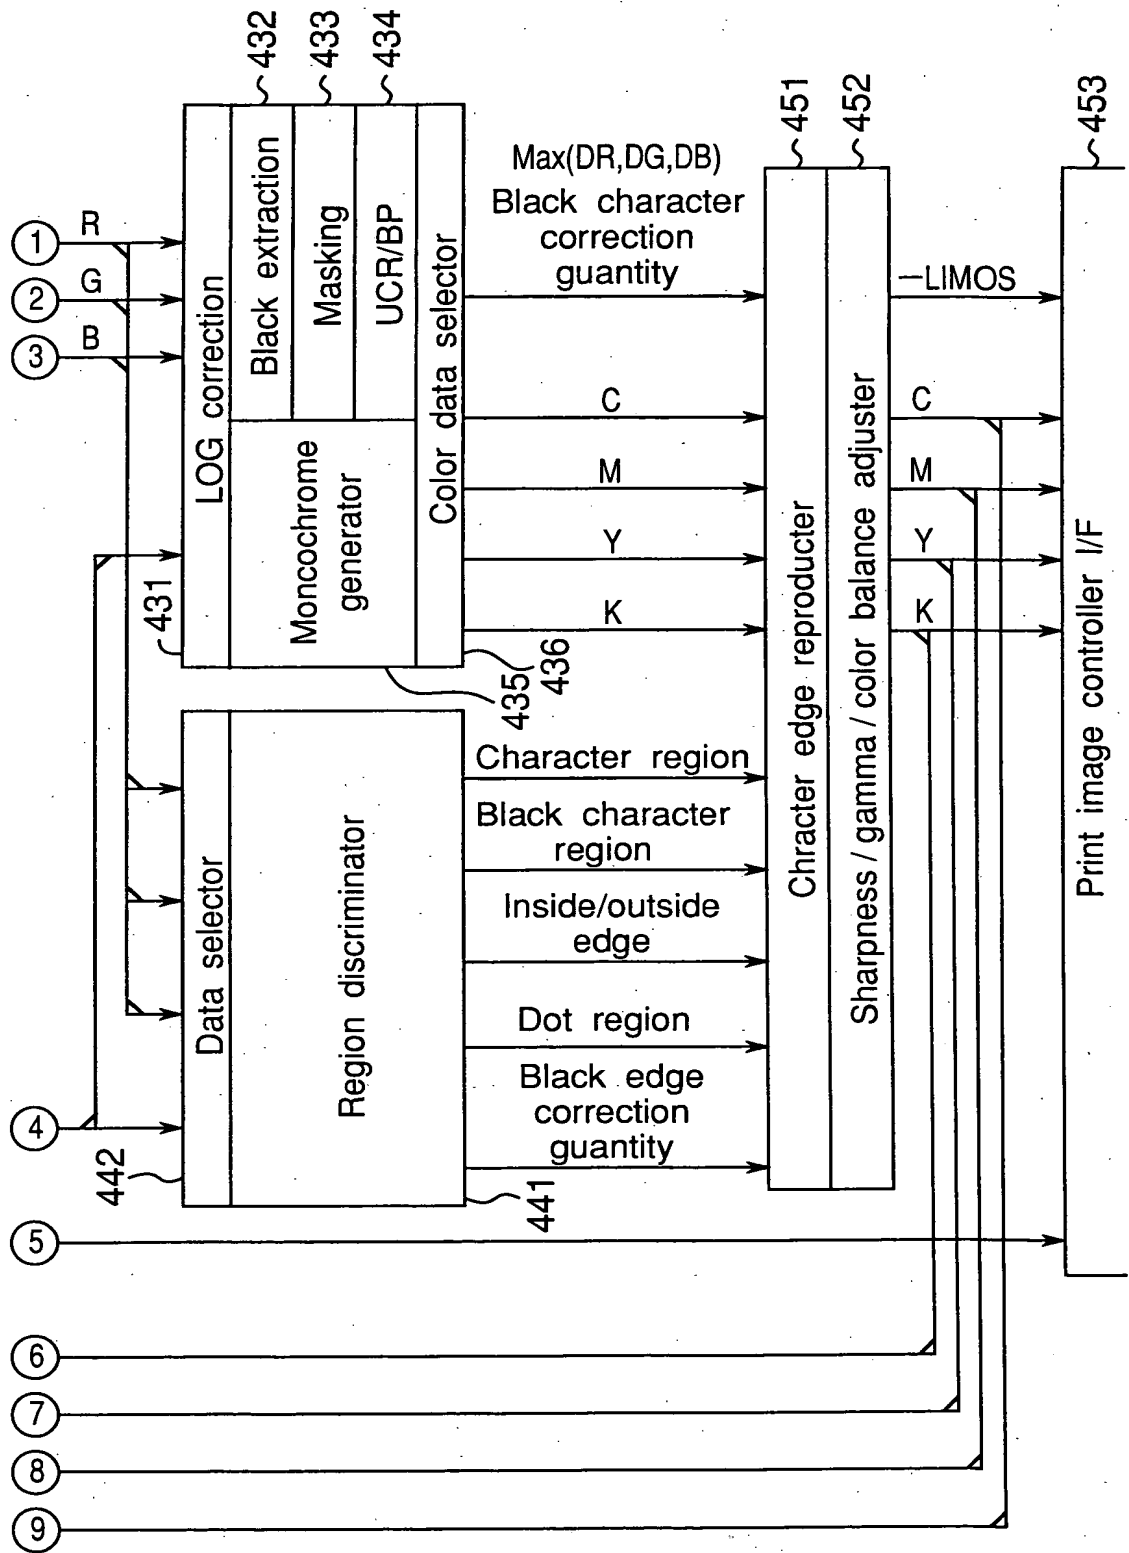 1
R
2
G
3
B
4
5
6
7
8
9
431
LOG correction
Black extraction
432
Masking
433
UCR/BP
434
Moncochrome
generator
435
Color data selector
436
442
Data selector
Region discriminator
441
Max(DR,DG,DB)
Black character
correction
guantity
C
M
Y
K
Character region
Black character
region
Inside/outside
edge
Dot region
Black edge
correction
guantity
Chracter edge reproducter
451
Sharpness / gamma / color balance adjuster
452
—LIMOS
C
M
Y
K
Print image controller I/F
453